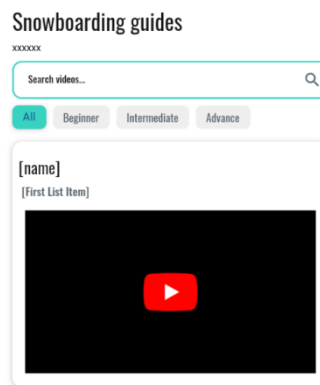 Snowboarding guides
xxxxxx
Search videos...
All Beginner Intermediate Advance
[name]
[First List Item]